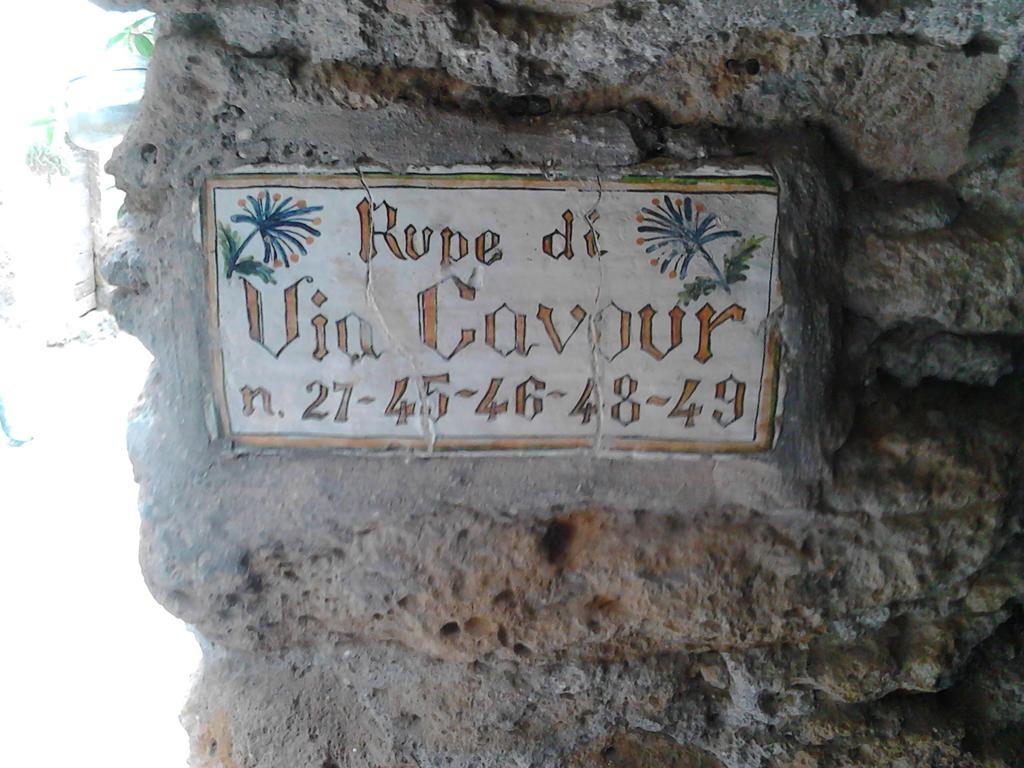 Rupe di
Via Cavour
n. 27-45-46-48-49